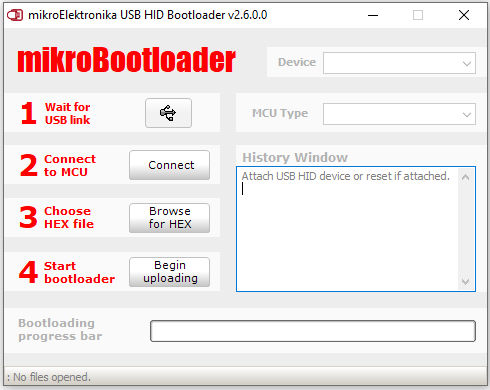 mikroElektronika USB HID Bootloader v2.6.0.0
mikroBootloader
Device
1 Wait for
USB link
MCU Type
2 Connect
to MCU
Connect
History Window
Attach USB HID device or reset if attached.
3 Choose
HEX file
Browse
for HEX
4 Start
bootloader
Begin
uploading
Bootloading
progress bar
: No files opened.